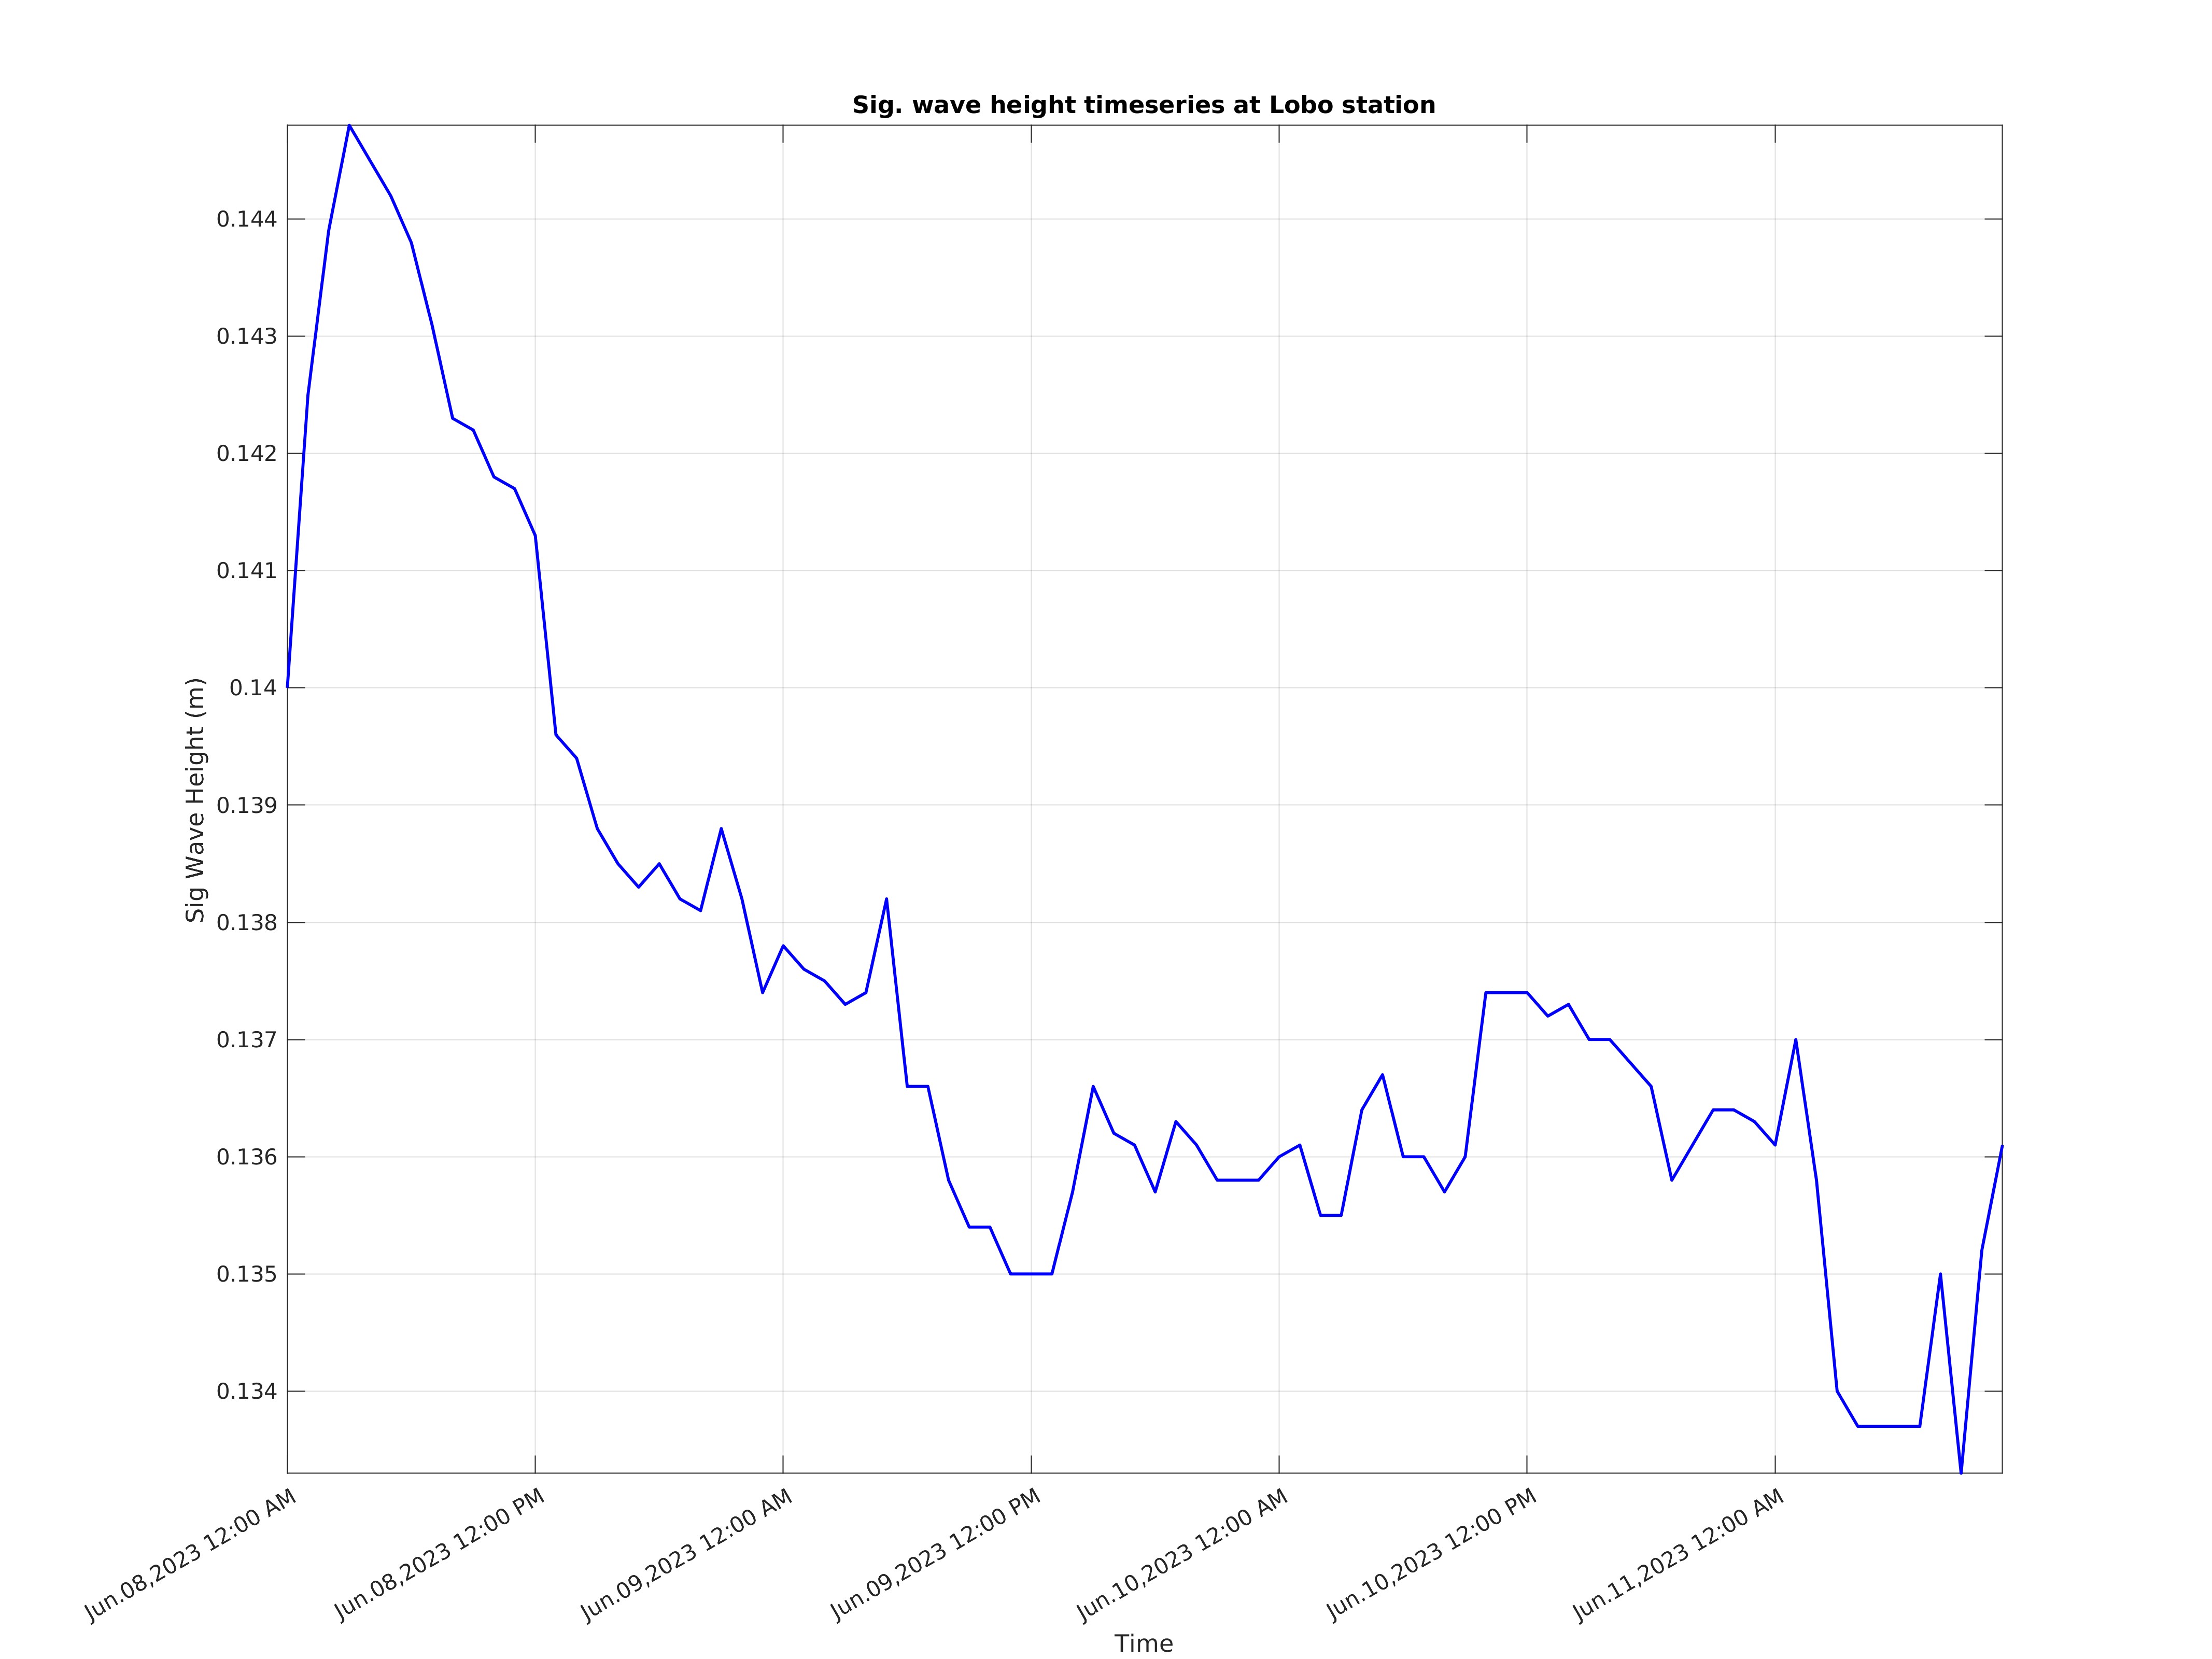 Sig. wave height timeseries at Lobo station
0.144
0.143
0.142
0.141
0.14
0.139
0.138
0.137
0.136
0.135
0.134
Sig Wave Height (m)
Jun.08,2023 12:00 AM
Jun.08,2023 12:00 PM
Jun.09,2023 12:00 AM
Jun.09,2023 12:00 PM
Jun.10,2023 12:00 AM
Jun.10,2023 12:00 PM
Jun.11,2023 12:00 AM
Time